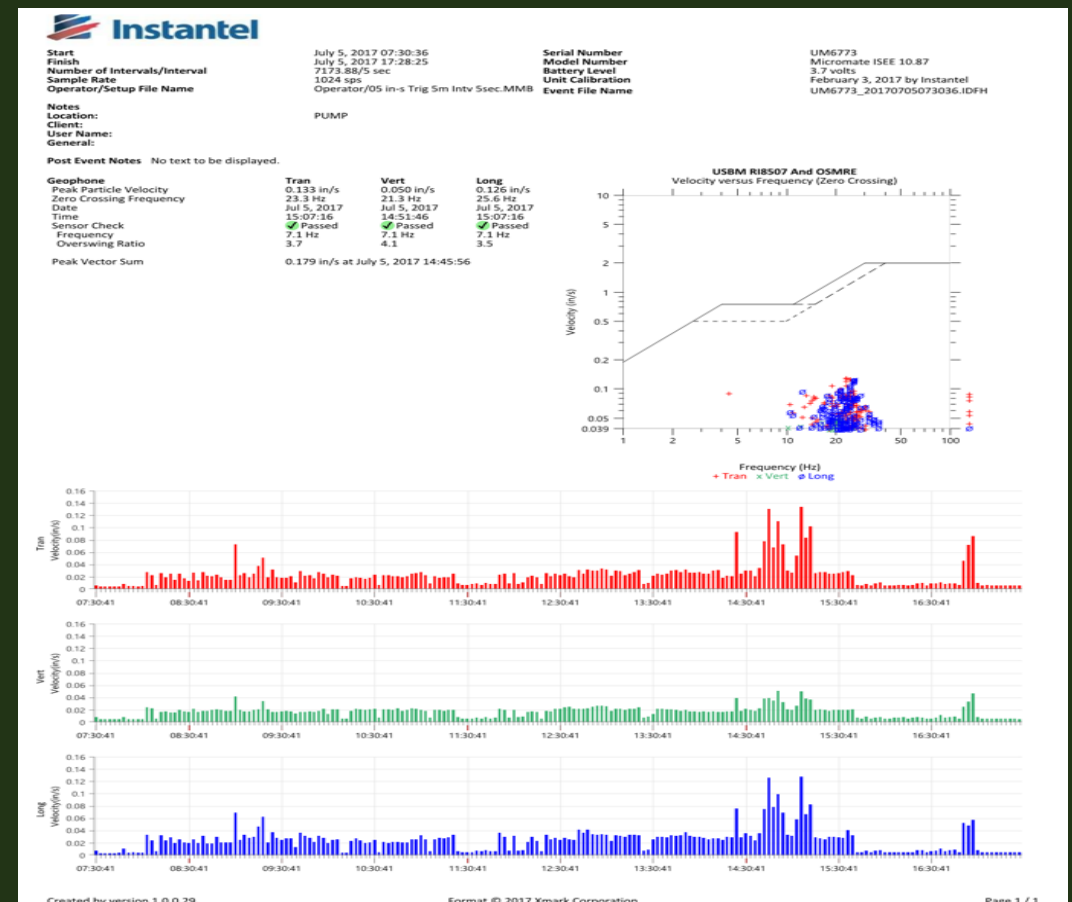 Instantel
Start July 5, 2017 07:30:36 Serial Number UM6773
Finish July 5, 2017 17:28:25 Model Number Micromate ISEE 10.87
Number of Intervals/Interval 7173.88/5 sec Battery Level 3.7 volts
Sample Rate 1024 sps Unit Calibration February 3, 2017 by Instantel
Operator/Setup File Name Operator/05 in-s Trig 5m Intv 5sec.MMB Event File Name UM6773_20170705073036.IDFH
Notes
Location: PUMP
Client:
User Name:
General:
Post Event Notes No text to be displayed.
Geophone Tran Vert Long
Peak Particle Velocity 0.133 in/s 0.050 in/s 0.126 in/s
Zero Crossing Frequency 23.3 Hz 21.3 Hz 25.6 Hz
Date Jul 5, 2017 Jul 5, 2017 Jul 5, 2017
Time 15:07:16 14:51:46 15:07:16
Sensor Check Passed Passed Passed
Frequency 7.1 Hz 7.1 Hz 7.1 Hz
Overswing Ratio 3.7 4.1 3.5
Peak Vector Sum 0.179 in/s at July 5, 2017 14:45:56
USBM RI8507 And OSMRE
Velocity versus Frequency (Zero Crossing)
Velocity (in/s)
10
5
2
1
0.5
0.2
0.1
0.05
0.039
1 2 5 10 20 50 100
Frequency (Hz)
+ Tran x Vert ø Long
Tran
Velocity(in/s)
0.16
0.14
0.12
0.1
0.08
0.06
0.04
0.02
0
07:30:41 08:30:41 09:30:41 10:30:41 11:30:41 12:30:41 13:30:41 14:30:41 15:30:41 16:30:41
Vert
Velocity(in/s)
0.16
0.14
0.12
0.1
0.08
0.06
0.04
0.02
0
07:30:41 08:30:41 09:30:41 10:30:41 11:30:41 12:30:41 13:30:41 14:30:41 15:30:41 16:30:41
Long
Velocity(in/s)
0.16
0.14
0.12
0.1
0.08
0.06
0.04
0.02
0
07:30:41 08:30:41 09:30:41 10:30:41 11:30:41 12:30:41 13:30:41 14:30:41 15:30:41 16:30:41
Created by version 1.0.0.29 Format © 2017 Xmark Corporation Page 1 / 1